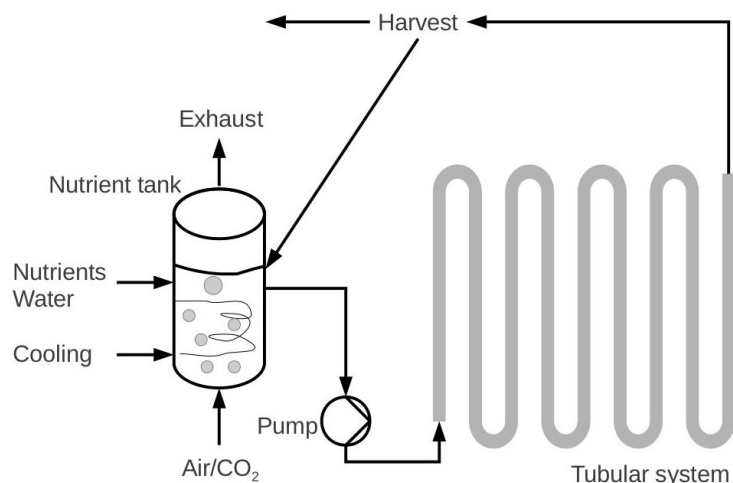 Harvest
Exhaust
Nutrient tank
Nutrients
Water
Cooling
Pump
Air/CO₂
Tubular system